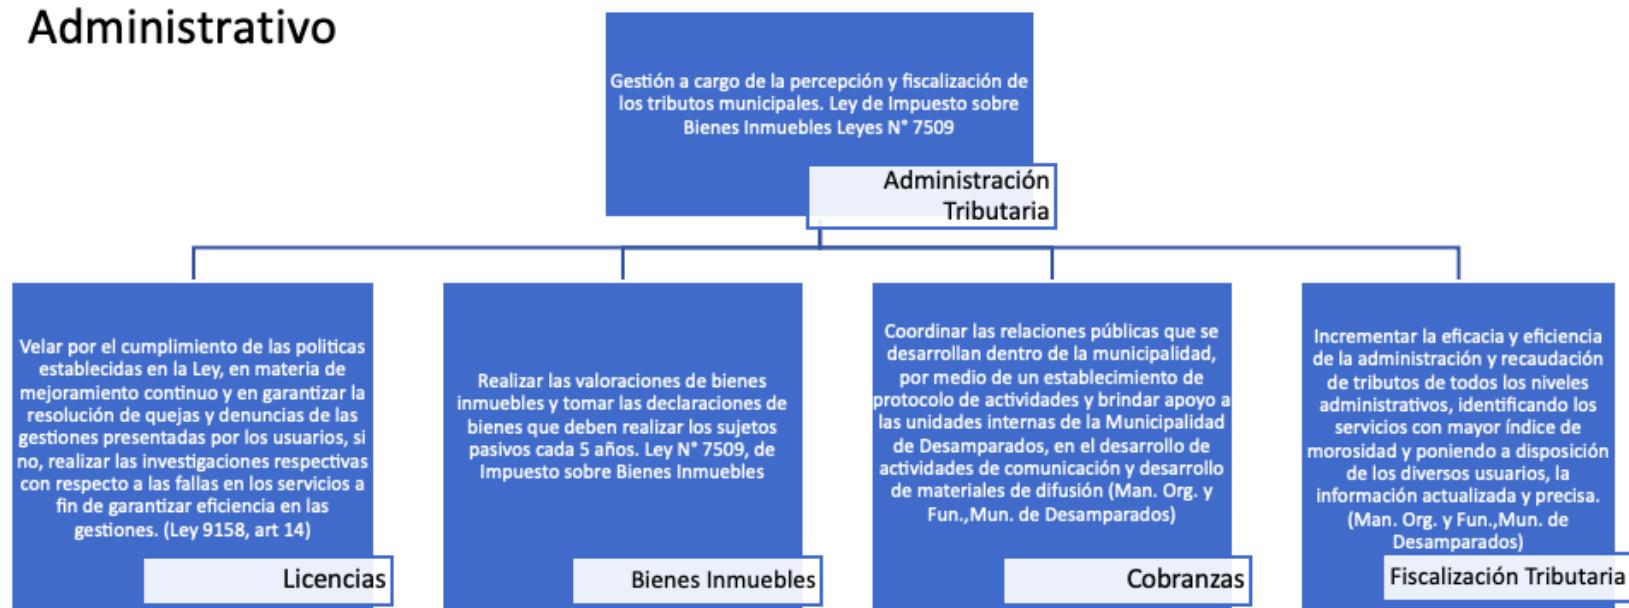 Administrativo
Gestión a cargo de la percepción y fiscalización de
los tributos municipales. Ley de Impuesto sobre
Bienes Inmuebles Leyes N° 7509
Administración
Tributaria
Velar por el cumplimiento de las politicas
establecidas en la Ley, en materia de
mejoramiento continuo y en garantizar la
resolución de quejas y denuncias de las
gestiones presentadas por los usuarios, si
no, realizar las investigaciones respectivas
con respecto a las fallas en los servicios a
fin de garantizar eficiencia en las
gestiones. (Ley 9158, art 14)
Licencias
Realizar las valoraciones de bienes
inmuebles y tomar las declaraciones de
bienes que deben realizar los sujetos
pasivos cada 5 años. Ley N° 7509, de
Impuesto sobre Bienes Inmuebles
Bienes Inmuebles
Coordinar las relaciones públicas que se
desarrollan dentro de la municipalidad,
por medio de un establecimiento de
protocolo de actividades y brindar apoyo a
las unidades internas de la Municipalidad
de Desamparados, en el desarrollo de
actividades de comunicación y desarrollo
de materiales de difusión (Man. Org. y
Fun.,Mun. de Desamparados)
Cobranzas
Incrementar la eficacia y eficiencia
de la administración y recaudación
de tributos de todos los niveles
administrativos, identificando los
servicios con mayor índice de
morosidad y poniendo a disposición
de los diversos usuarios, la
información actualizada y precisa.
(Man. Org. y Fun.,Mun. de
Desamparados)
Fiscalización Tributaria